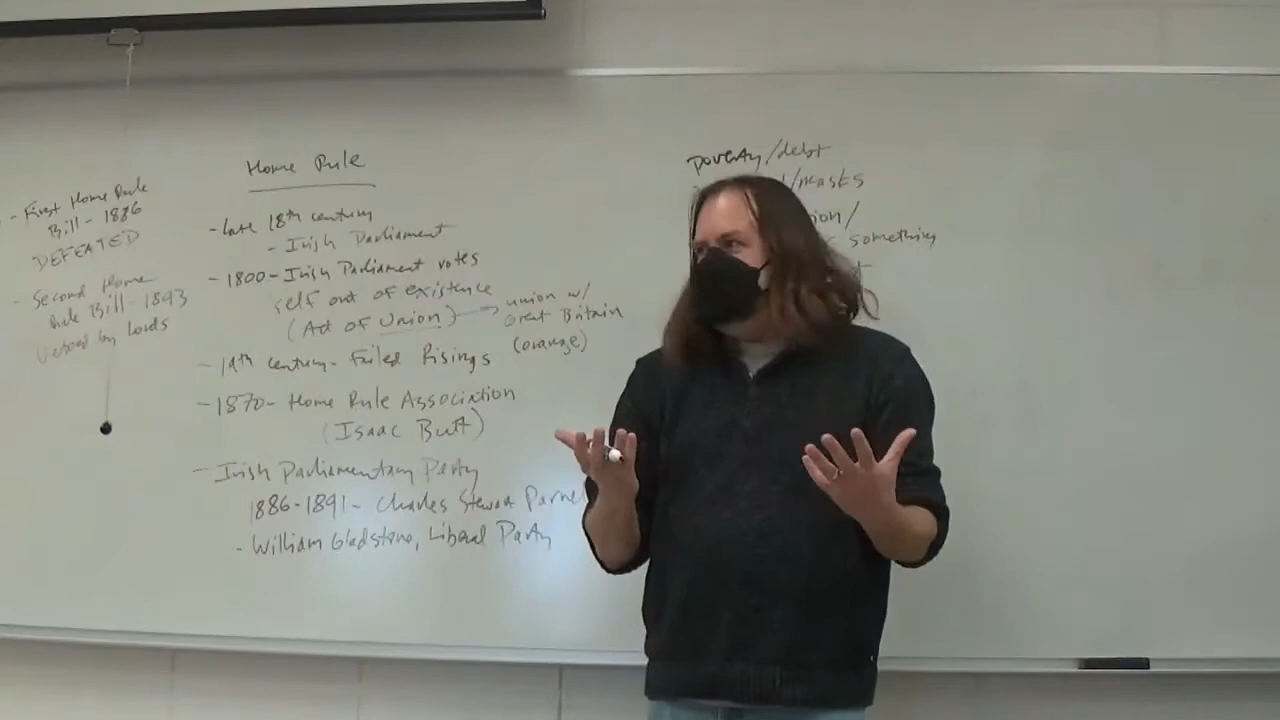 - First Home Rule
Bill - 1886
DEFEATED
- Second Home
Rule Bill - 1893
Vetoed by Lords
Home Rule
- late 18th century
- Irish Parliament
- 1800 - Irish Parliament votes
self out of existence
(Act of Union) → union w/
Great Britain
(orange)
- 19th century - Failed Risings
- 1870 - Home Rule Association
(Isaac Butt)
- Irish Parliamentary Party
1886-1891 - Charles Stewart Parnel
- William Gladstone, Liberal Party
poverty/debt
/masks
ion/
something